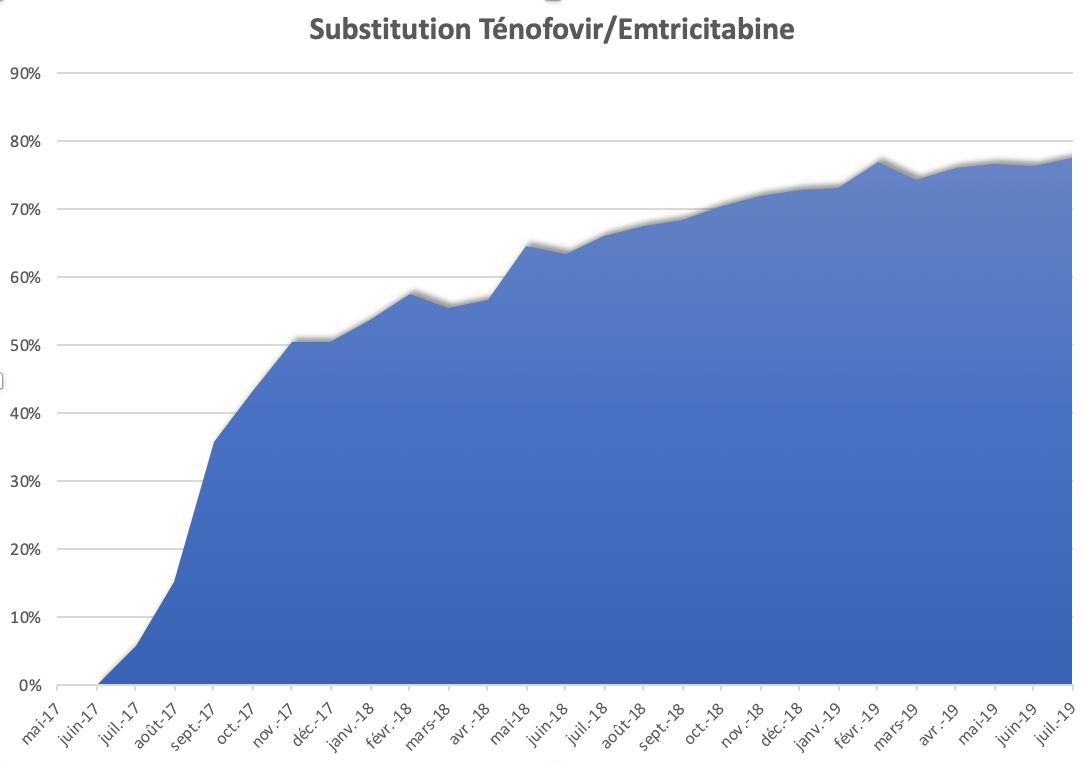 Substitution Ténofovir/Emtricitabine
90%
80%
70%
60%
50%
40%
30%
20%
10%
0%
mai-17
juin-17
juil.-17
août-17
sept.-17
oct.-17
nov.-17
déc.-17
janv.-18
févr.-18
mars-18
avr.-18
mai-18
juin-18
juil.-18
août-18
sept.-18
oct.-18
nov.-18
déc.-18
janv.-19
févr.-19
mars-19
avr.-19
mai-19
juin-19
juil.-19